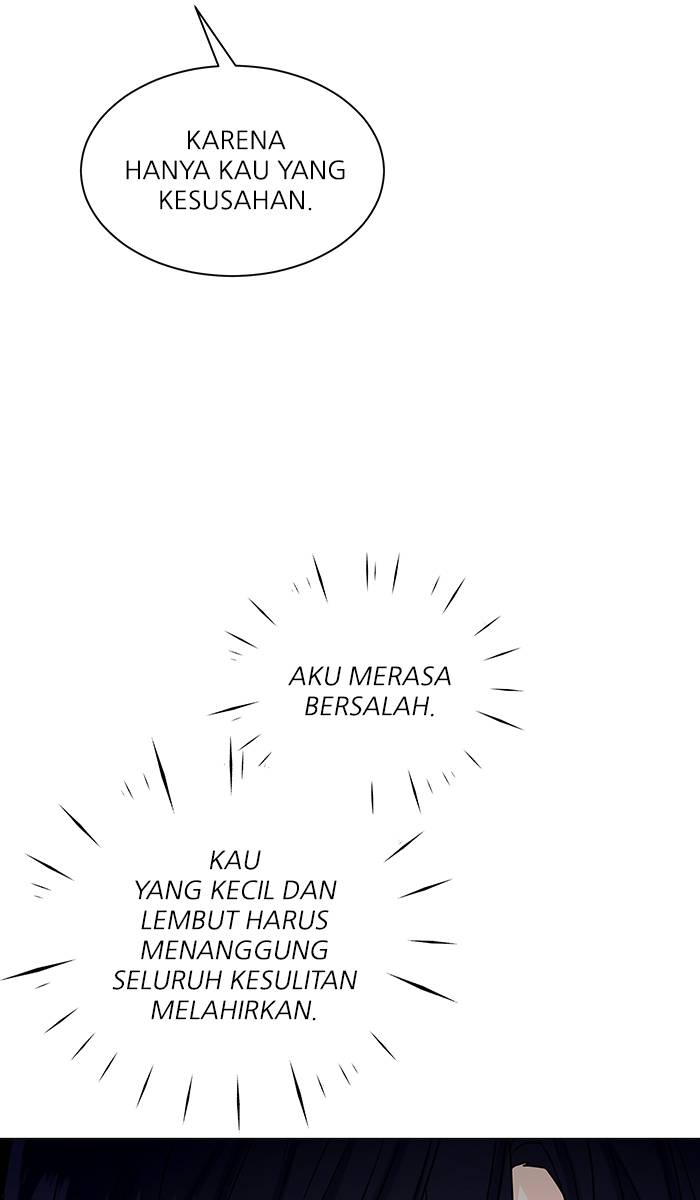 KARENA
HANYA KAU YANG
KESUSAHAN.
AKU MERASA
BERSALAH.
KAU
YANG KECIL DAN
LEMBUT HARUS
MENANGGUNG
SELURUH KESULITAN
MELAHIRKAN.